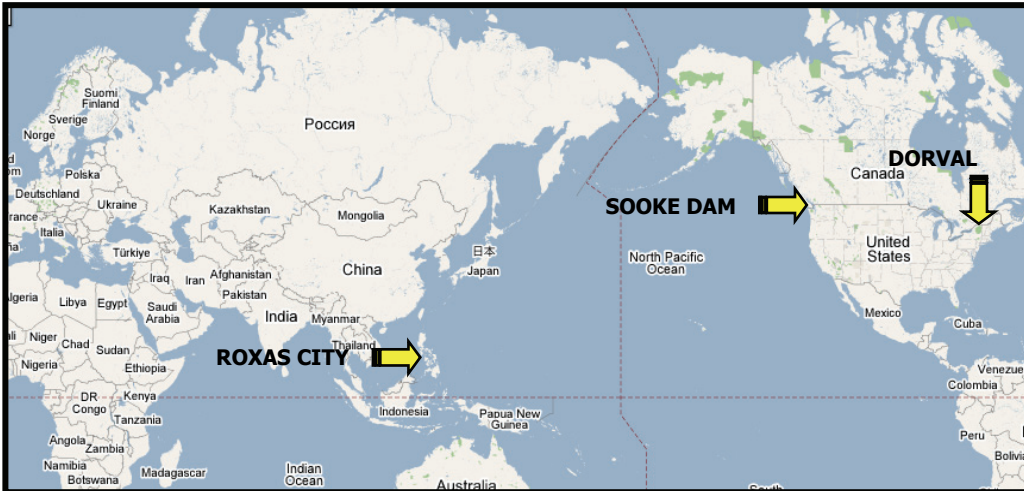 Suomi
Finland
Sverige
Norge
Россия
Polska
Deutschland
Ukraine
Italia
Türkiye
Kazakhstan
Mongolia
China
日本
Japan
Iraq
Iran
Afghanistan
Pakistan
Libya
Egypt
Saudi
Arabia
India
Myanmar
Thailand
Niger
Chad
Sudan
Nigeria
Ethiopia
DR
Congo
Kenya
Tanzania
Angola
Zambia
Namibia
Botswana
Madagascar
Indian
Ocean
Indonesia
Papua New
Guinea
Australia
ROXAS CITY
SOOKE DAM
DORVAL
Canada
North Pacific
Ocean
United
States
Mexico
Cuba
Colombia
Peru